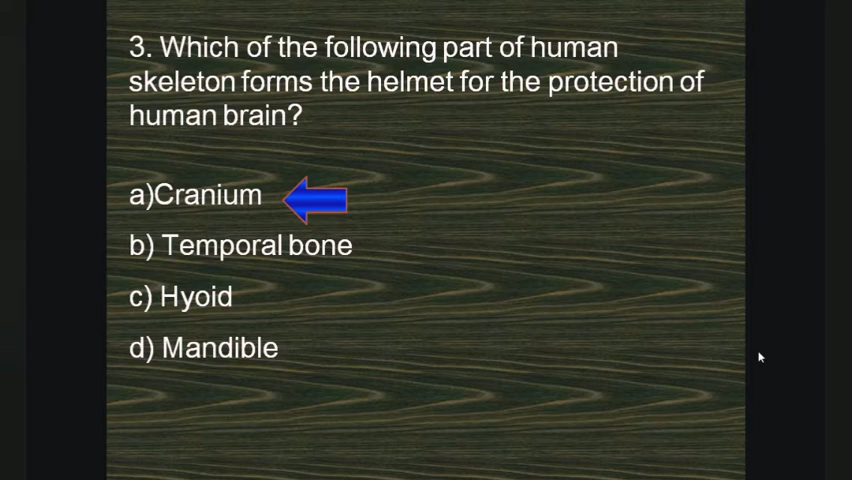 3. Which of the following part of human
skeleton forms the helmet for the protection of
human brain?
a)Cranium
b) Temporal bone
c) Hyoid
d) Mandible